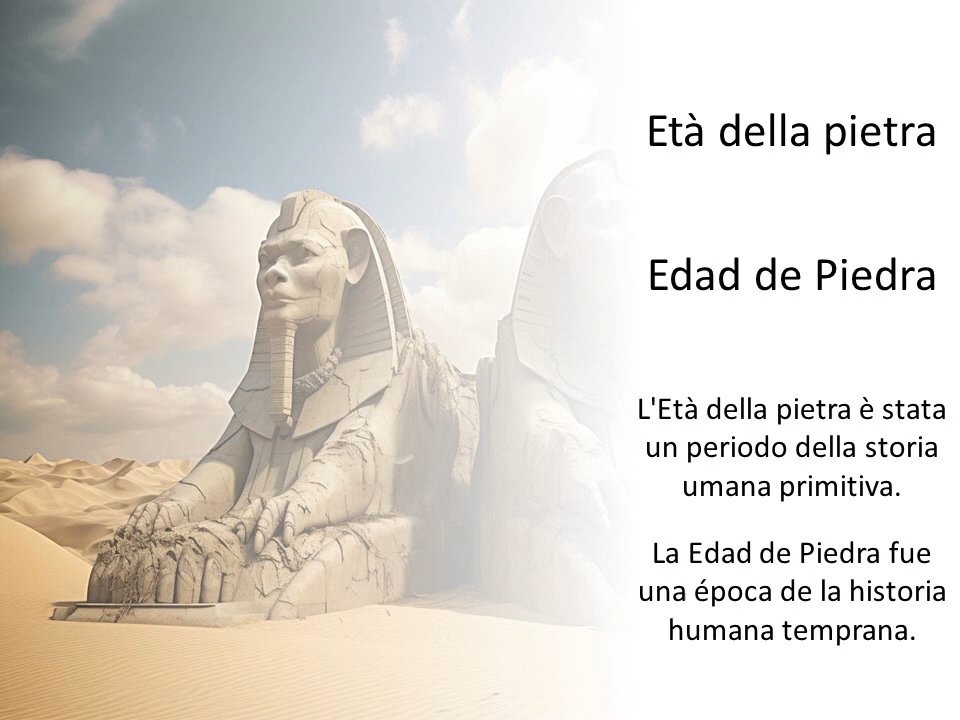 Età della pietra
Edad de Piedra
L'Età della pietra è stata
un periodo della storia
umana primitiva.
La Edad de Piedra fue
una época de la historia
humana temprana.